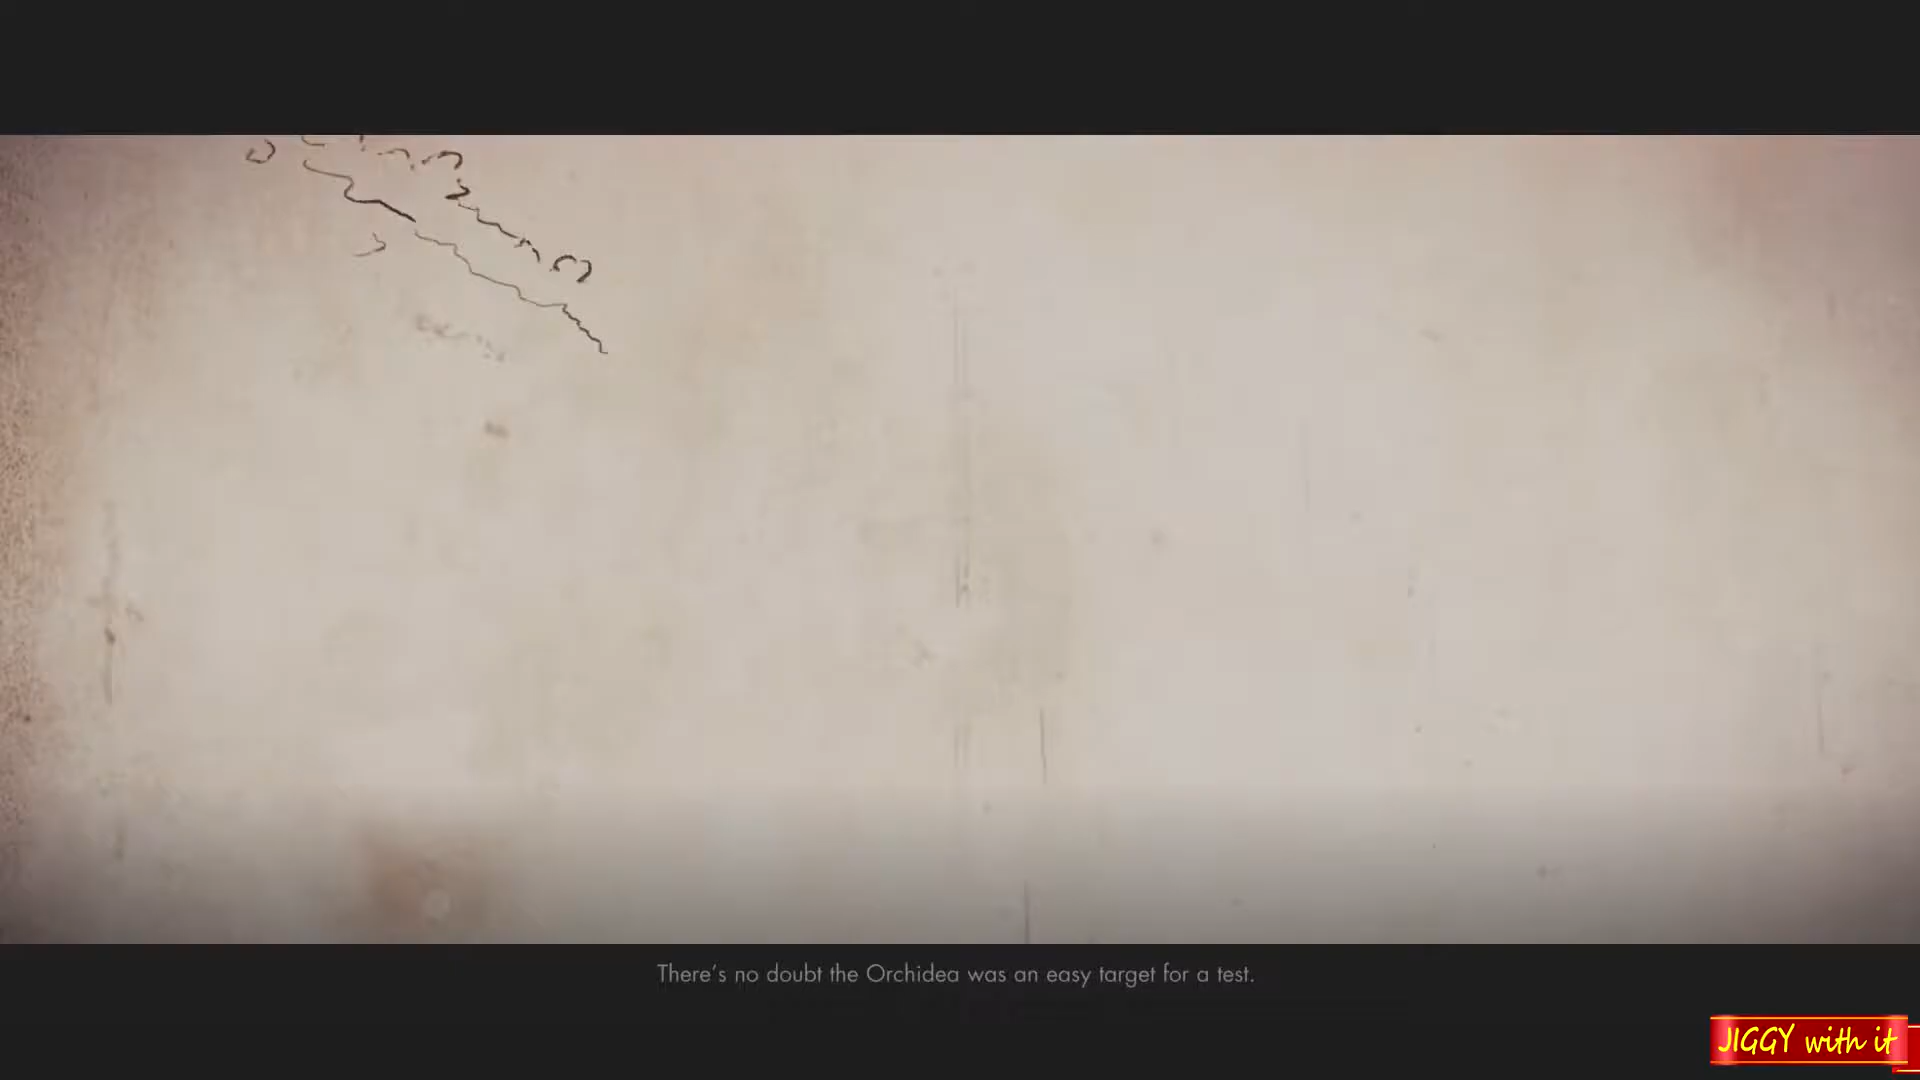 There's no doubt the Orchidea was an easy target for a test.
JIGGY with it